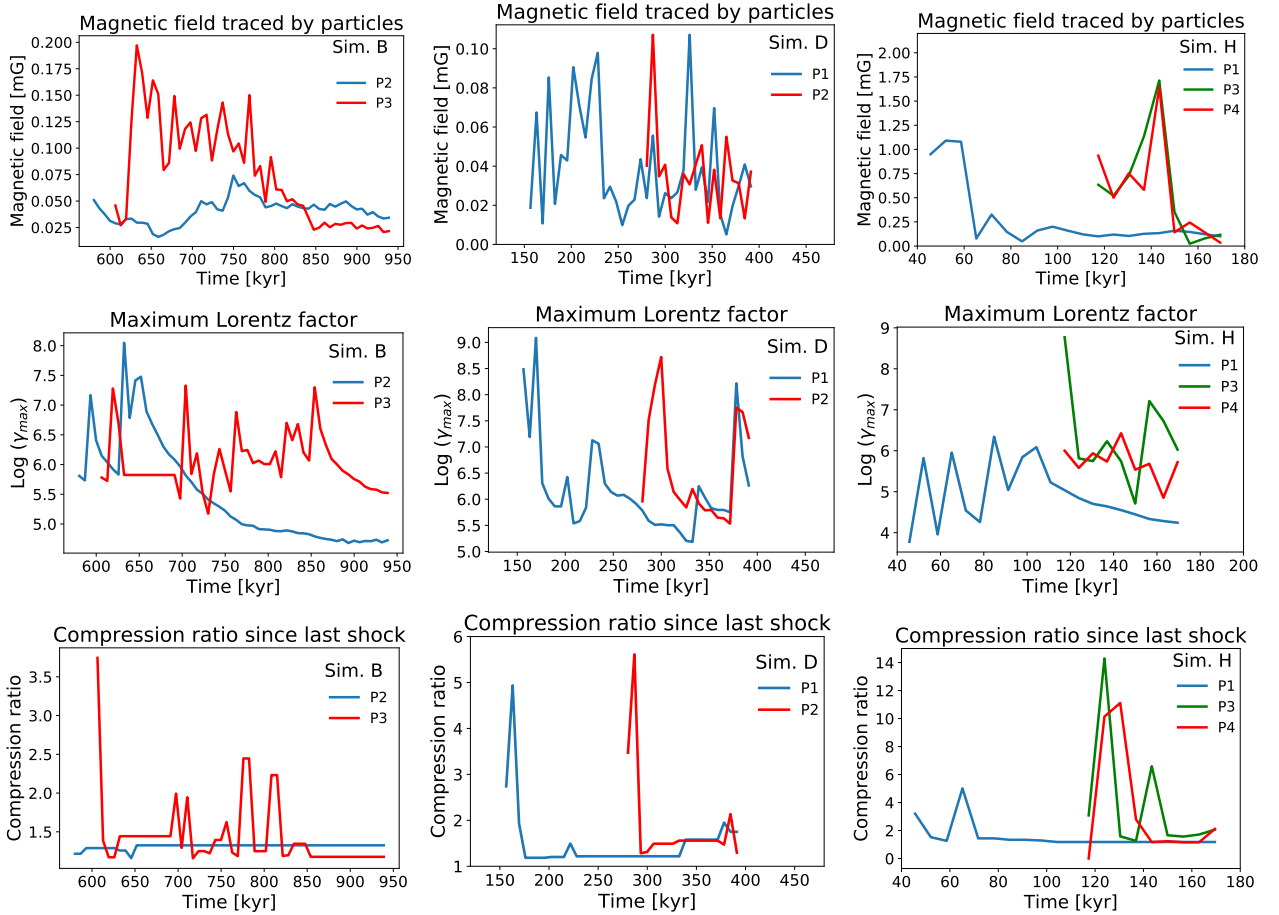 Magnetic field traced by particles
Sim. B
P2
P3
Magnetic field [mG]
0.200
0.175
0.150
0.125
0.100
0.075
0.050
0.025
600 650 700 750 800 850 900 950
Time [kyr]
Magnetic field traced by particles
Sim. D
P1
P2
Magnetic field [mG]
0.10
0.08
0.06
0.04
0.02
0.00
150 200 250 300 350 400 450
Time [kyr]
Magnetic field traced by particles
Sim. H
P1
P3
P4
Magnetic field [mG]
2.00
1.75
1.50
1.25
1.00
0.75
0.50
0.25
0.00
40 60 80 100 120 140 160 180
Time [kyr]
Maximum Lorentz factor
Sim. B
P2
P3
Log (γmax)
8.0
7.5
7.0
6.5
6.0
5.5
5.0
600 650 700 750 800 850 900 950
Time [kyr]
Maximum Lorentz factor
Sim. D
P1
P2
Log (γmax)
9.0
8.5
8.0
7.5
7.0
6.5
6.0
5.5
5.0
150 200 250 300 350 400 450
Time [kyr]
Maximum Lorentz factor
Sim. H
P1
P3
P4
Log (γmax)
9
8
7
6
5
4
40 60 80 100 120 140 160 180 200
Time [kyr]
Compression ratio since last shock
Sim. B
P2
P3
Compression ratio
3.5
3.0
2.5
2.0
1.5
600 650 700 750 800 850 900 950
Time [kyr]
Compression ratio since last shock
Sim. D
P1
P2
Compression ratio
6
5
4
3
2
1
150 200 250 300 350 400 450
Time [kyr]
Compression ratio since last shock
Sim. H
P1
P3
P4
Compression ratio
14
12
10
8
6
4
2
0
40 60 80 100 120 140 160 180
Time [kyr]